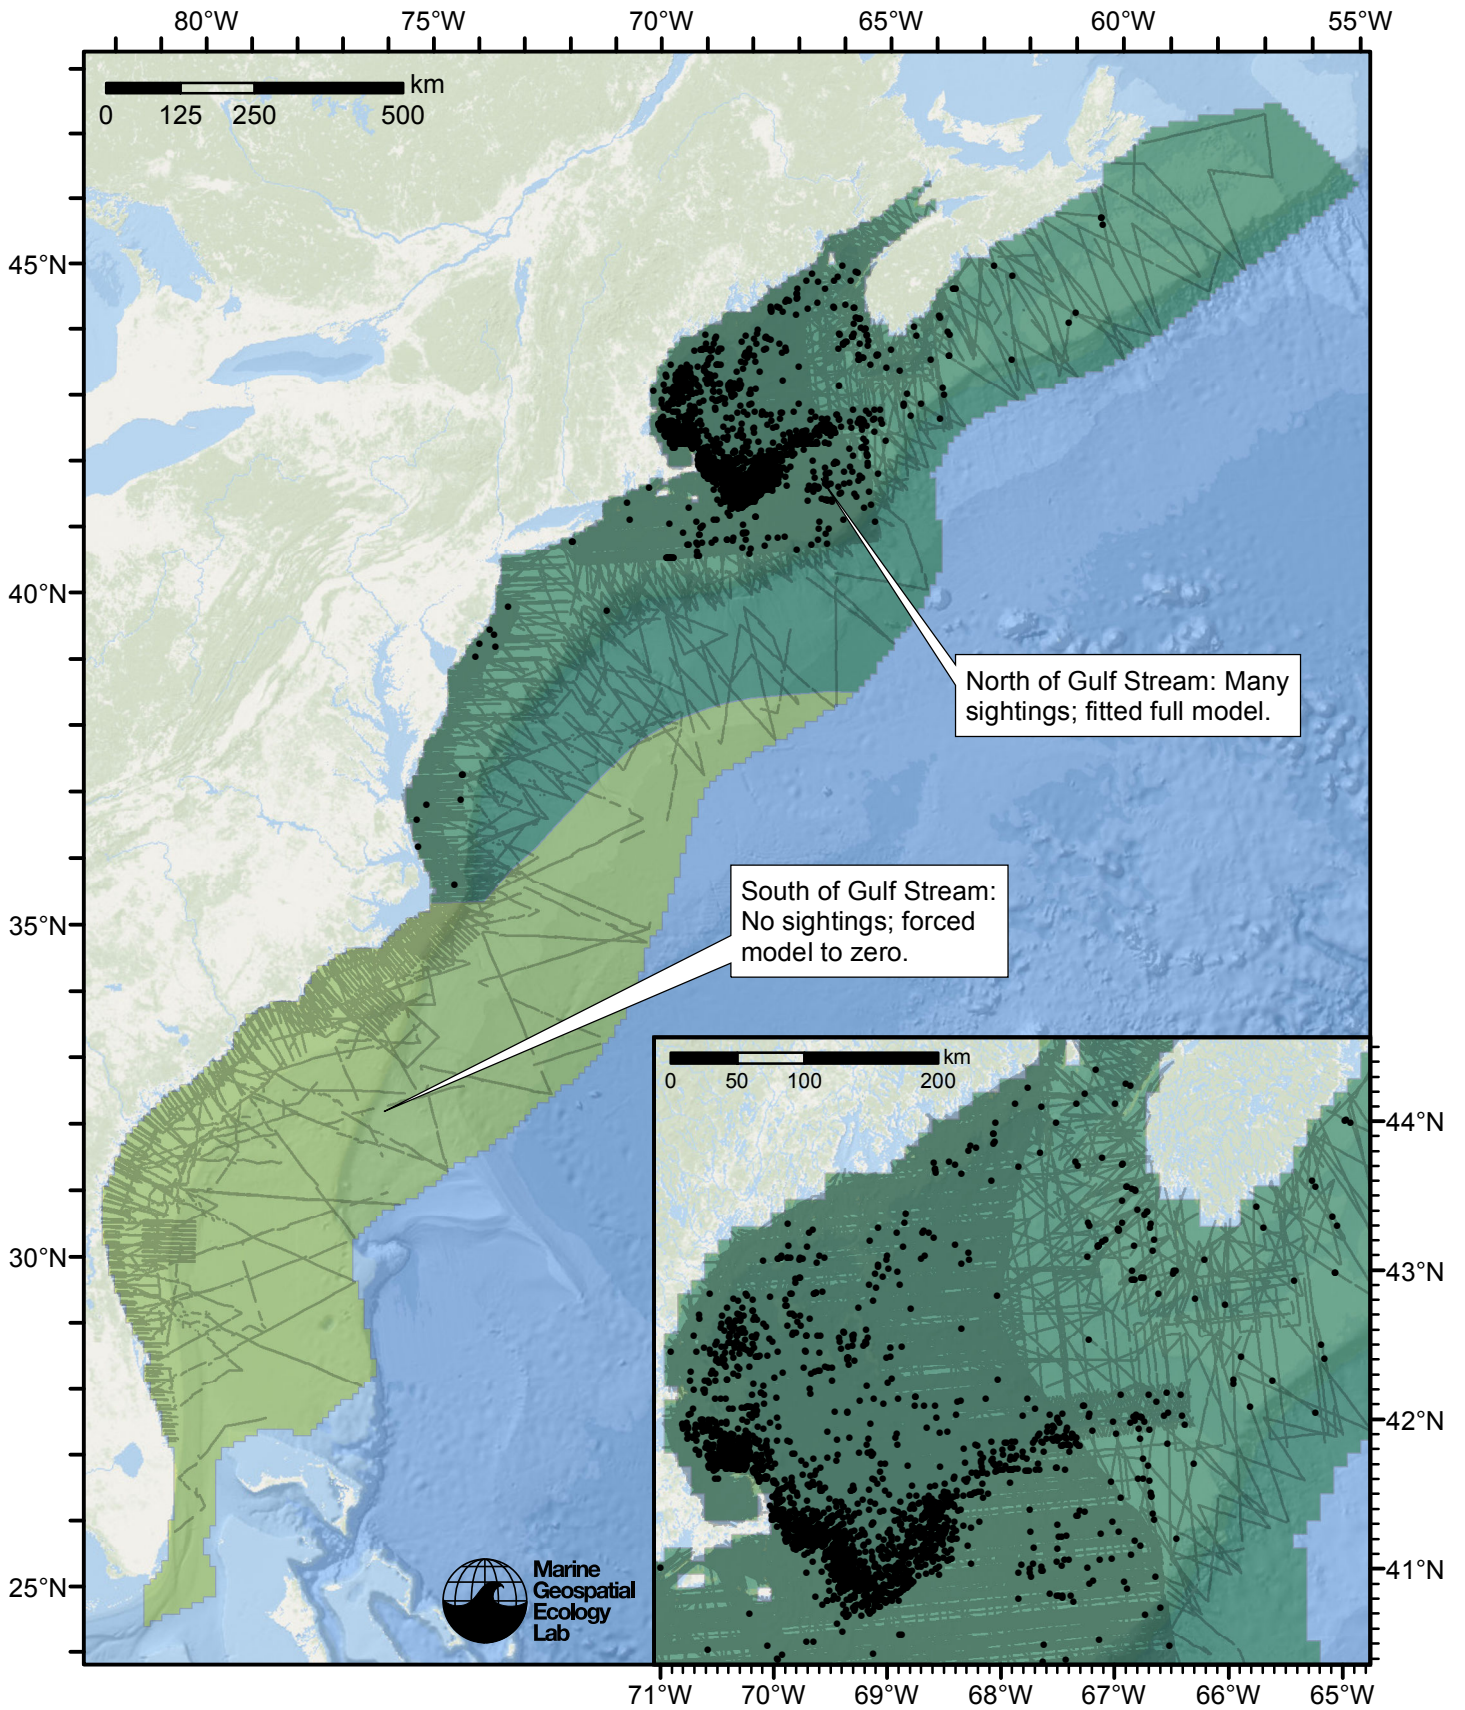 80°W 75°W 70°W 65°W 60°W 55°W
km
0 125 250 500
45°N
40°N
35°N
30°N
25°N
North of Gulf Stream: Many
sightings; fitted full model.
South of Gulf Stream:
No sightings; forced
model to zero.
km
0 50 100 200
44°N
43°N
42°N
41°N
71°W 70°W 69°W 68°W 67°W 66°W 65°W
Marine
Geospatial
Ecology
Lab